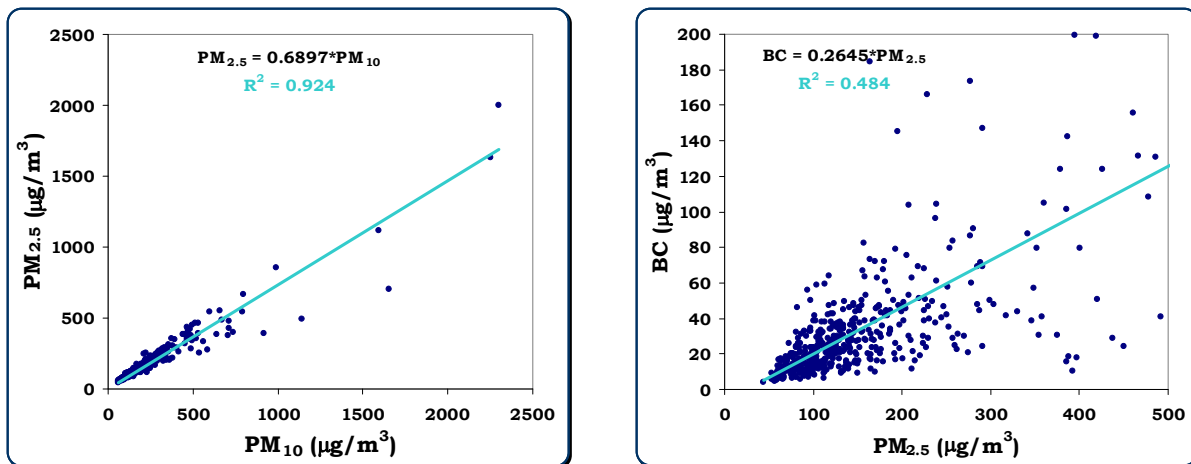 2500
2000
1500
1000
500
0
PM₂.₅ (µg/m³)
PM₂.₅ = 0.6897*PM₁₀
R² = 0.924
0 500 1000 1500 2000 2500
PM₁₀ (µg/m³)
200
180
160
140
120
100
80
60
40
20
0
BC (µg/m³)
BC = 0.2645*PM₂.₅
R² = 0.484
0 100 200 300 400 500
PM₂.₅ (µg/m³)